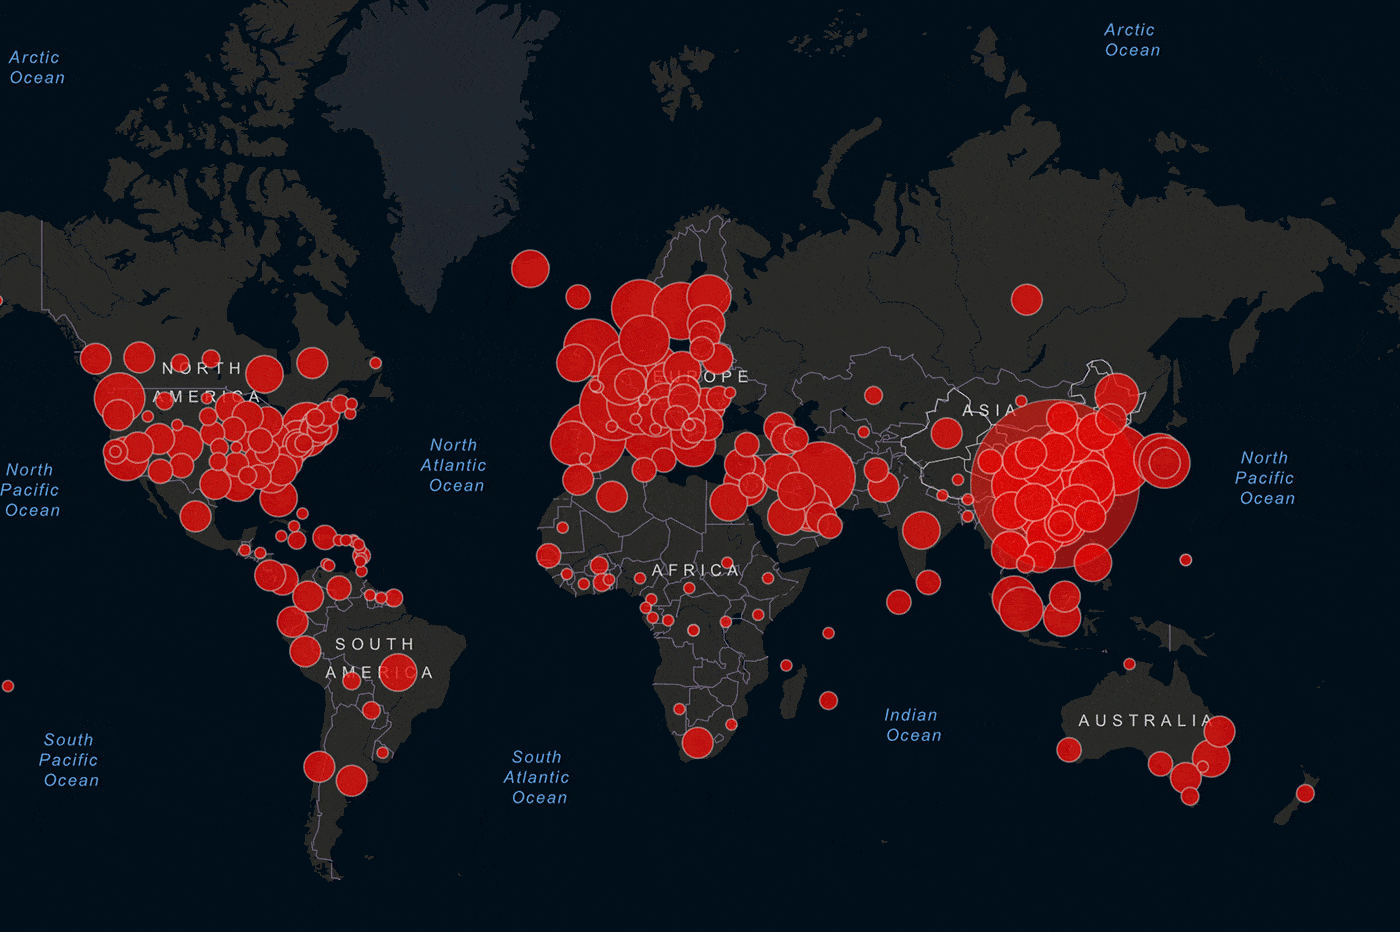 Arctic
Ocean
Arctic
Ocean
NORTH
AMERICA
EUROPE
ASIA
North
Atlantic
Ocean
North
Pacific
Ocean
North
Pacific
Ocean
AFRICA
SOUTH
AMERICA
Indian
Ocean
AUSTRALIA
South
Pacific
Ocean
South
Atlantic
Ocean